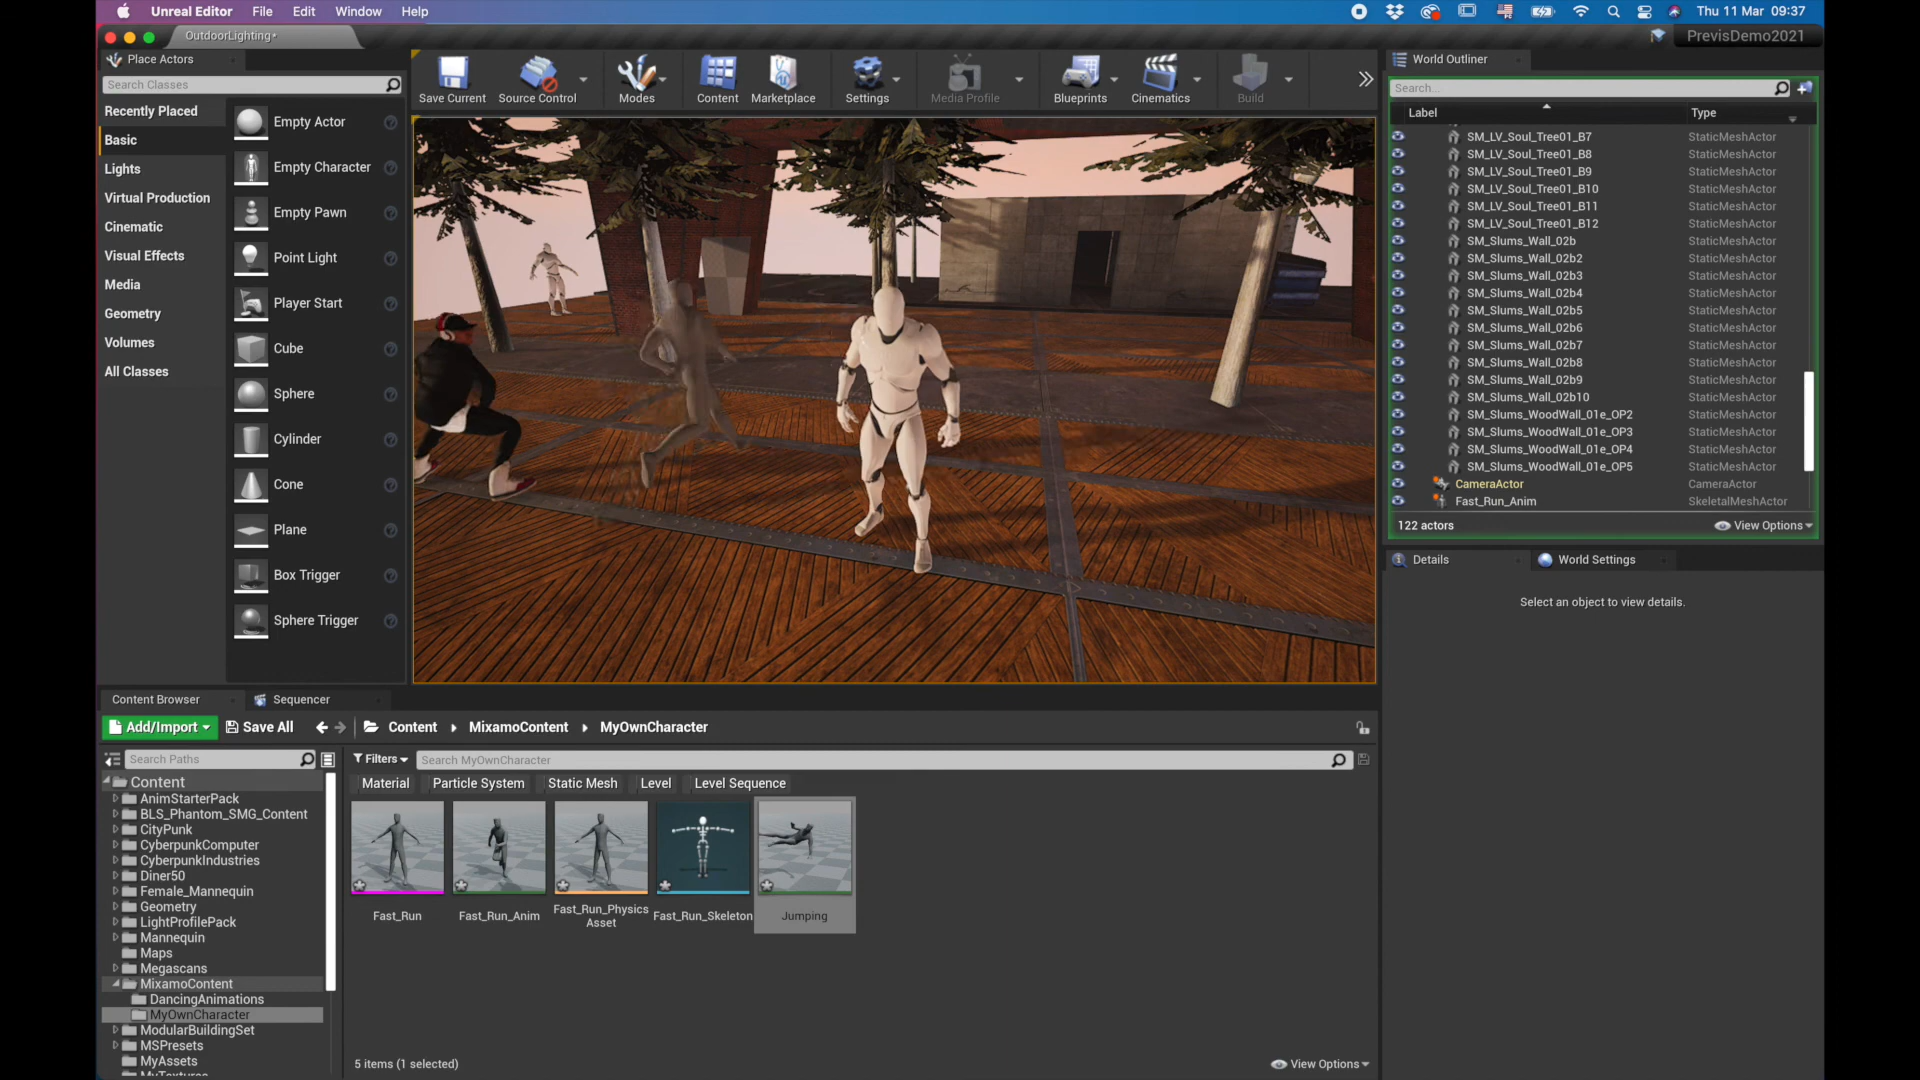 Unreal Editor File Edit Window Help
Thu 11 Mar 09:37
OutdoorLighting*
PrevisDemo2021
Place Actors
Search Classes
Recently Placed
Basic
Lights
Virtual Production
Cinematic
Visual Effects
Media
Geometry
Volumes
All Classes
Empty Actor
Empty Character
Empty Pawn
Point Light
Player Start
Cube
Sphere
Cylinder
Cone
Plane
Box Trigger
Sphere Trigger
Save Current
Source Control
Modes
Content
Marketplace
Settings
Media Profile
Blueprints
Cinematics
Build
World Outliner
Search...
Label Type
SM_LV_Soul_Tree01_B7 StaticMeshActor
SM_LV_Soul_Tree01_B8 StaticMeshActor
SM_LV_Soul_Tree01_B9 StaticMeshActor
SM_LV_Soul_Tree01_B10 StaticMeshActor
SM_LV_Soul_Tree01_B11 StaticMeshActor
SM_LV_Soul_Tree01_B12 StaticMeshActor
SM_Slums_Wall_02b StaticMeshActor
SM_Slums_Wall_02b2 StaticMeshActor
SM_Slums_Wall_02b3 StaticMeshActor
SM_Slums_Wall_02b4 StaticMeshActor
SM_Slums_Wall_02b5 StaticMeshActor
SM_Slums_Wall_02b6 StaticMeshActor
SM_Slums_Wall_02b7 StaticMeshActor
SM_Slums_Wall_02b8 StaticMeshActor
SM_Slums_Wall_02b9 StaticMeshActor
SM_Slums_Wall_02b10 StaticMeshActor
SM_Slums_WoodWall_01e_OP2 StaticMeshActor
SM_Slums_WoodWall_01e_OP3 StaticMeshActor
SM_Slums_WoodWall_01e_OP4 StaticMeshActor
SM_Slums_WoodWall_01e_OP5 StaticMeshActor
CameraActor CameraActor
Fast_Run_Anim SkeletalMeshActor
122 actors
View Options
Details
World Settings
Select an object to view details.
Content Browser
Sequencer
Add/Import
Save All
Content
MixamoContent
MyOwnCharacter
Search Paths
Content
AnimStarterPack
BLS_Phantom_SMG_Content
CityPunk
CyberpunkComputer
CyberpunkIndustries
Diner50
Female_Mannequin
Geometry
LightProfilePack
Mannequin
Maps
Megascans
MixamoContent
DancingAnimations
MyOwnCharacter
ModularBuildingSet
MSPresets
MyAssets
MyTextures
Filters
Search MyOwnCharacter
Material Particle System Static Mesh Level Level Sequence
Fast_Run
Fast_Run_Anim
Fast_Run_Physics
Asset
Fast_Run_Skeleton
Jumping
5 items (1 selected)
View Options